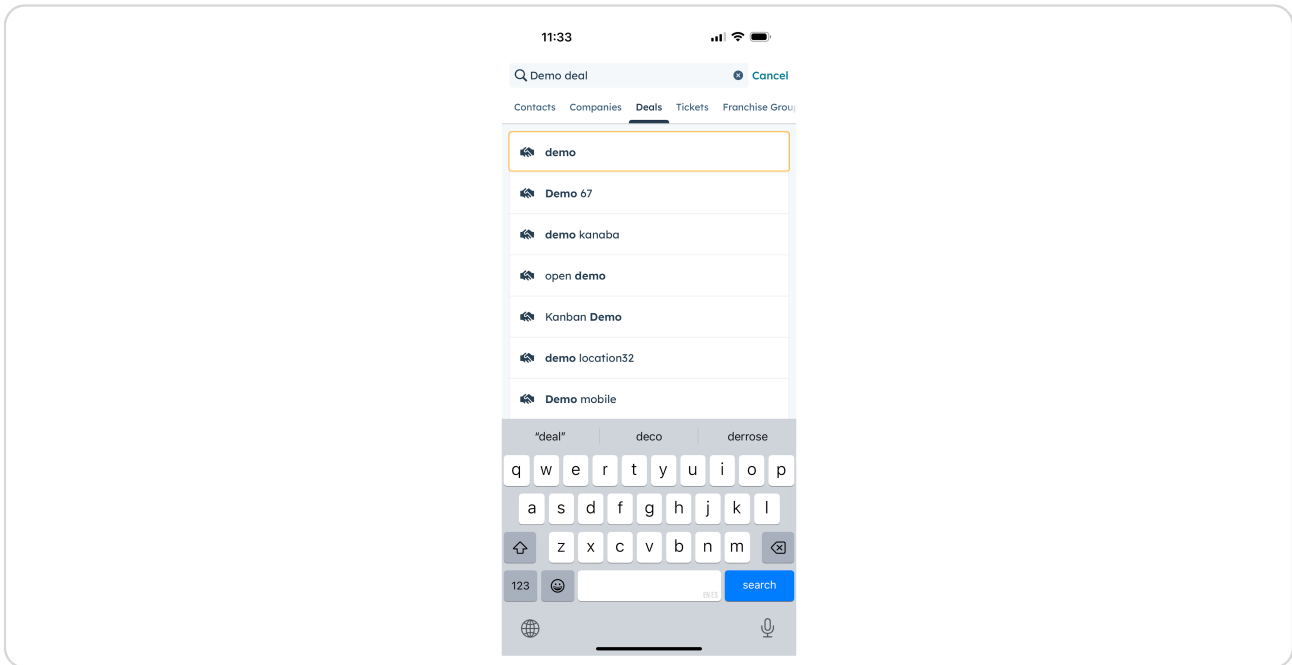 11:33
Demo deal
Cancel
Contacts Companies Deals Tickets Franchise Grou
demo
Demo 67
demo kanaba
open demo
Kanban Demo
demo location32
Demo mobile
"deal" deco derrose
q w e r t y u i o p
a s d f g h j k l
z x c v b n m
123 search